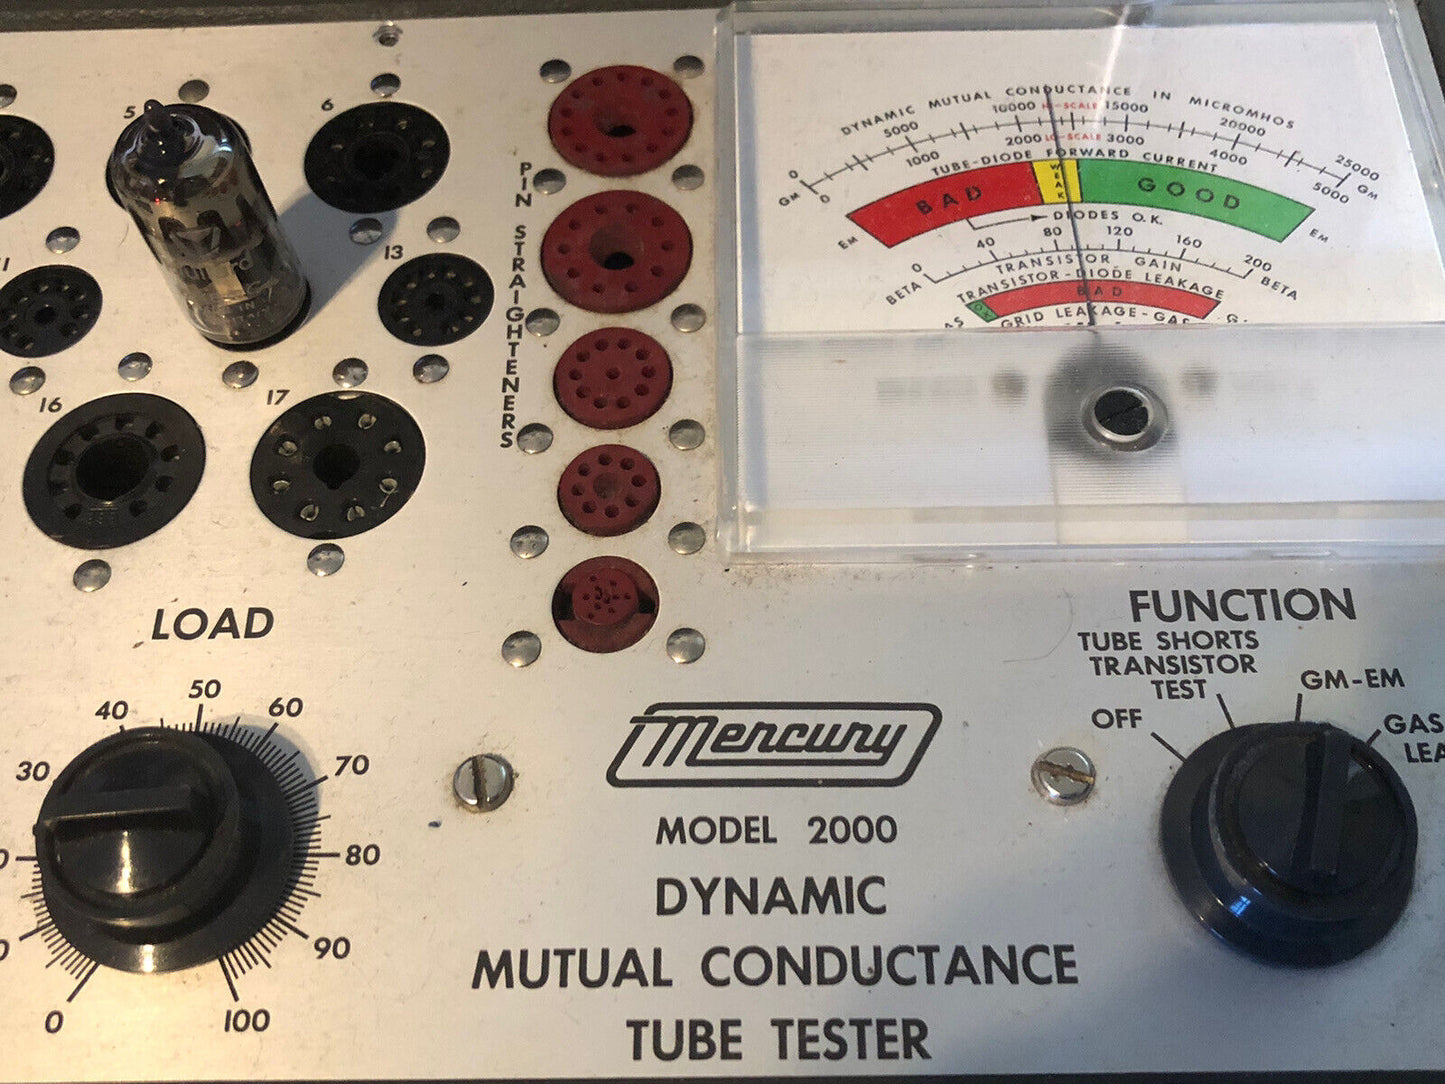 5
6
13
16
17
PIN STRAIGHTENERS
DYNAMIC MUTUAL CONDUCTANCE IN MICROMHOS
0 5000 10000 HI-SCALE 15000 20000 25000
GM 0 1000 2000 LO-SCALE 3000 4000 5000 GM
TUBE-DIODE FORWARD CURRENT
EM BAD WEAK GOOD EM
DIODES O.K.
0 40 80 120 160 200
BETA TRANSISTOR GAIN BETA
TRANSISTOR-DIODE LEAKAGE
BAD
GRID LEAKAGE-GAS
LOAD
30 40 50 60 70 80 90 100
0
Mercury
MODEL 2000
DYNAMIC
MUTUAL CONDUCTANCE
TUBE TESTER
FUNCTION
TUBE SHORTS
TRANSISTOR
TEST
OFF
GM-EM
GAS
LEA